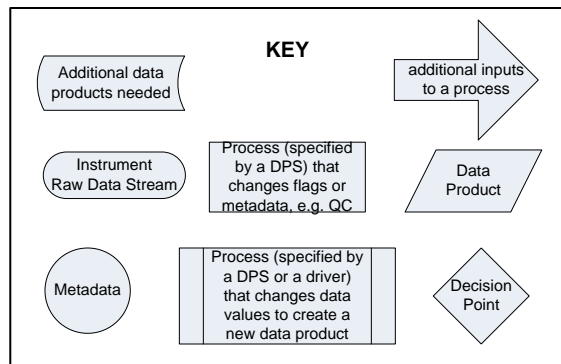 KEY
Additional data
products needed
additional inputs
to a process
Instrument
Raw Data Stream
Process (specified
by a DPS) that
changes flags or
metadata, e.g. QC
Data
Product
Metadata
Process (specified by
a DPS or a driver)
that changes data
values to create a
new data product
Decision
Point